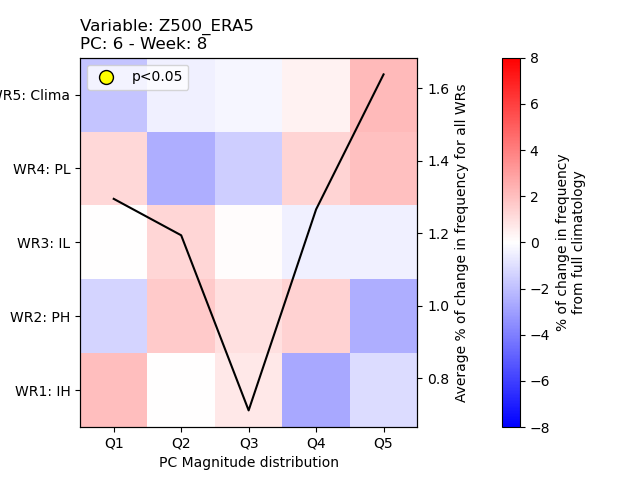 Variable: Z500_ERA5
PC: 6 - Week: 8
p<0.05
WR5: Clima
WR4: PL
WR3: IL
WR2: PH
WR1: IH
Q1 Q2 Q3 Q4 Q5
PC Magnitude distribution
1.6
1.4
1.2
1.0
0.8
Average % of change in frequency for all WRs
8
6
4
2
0
−2
−4
−6
−8
% of change in frequency
from full climatology